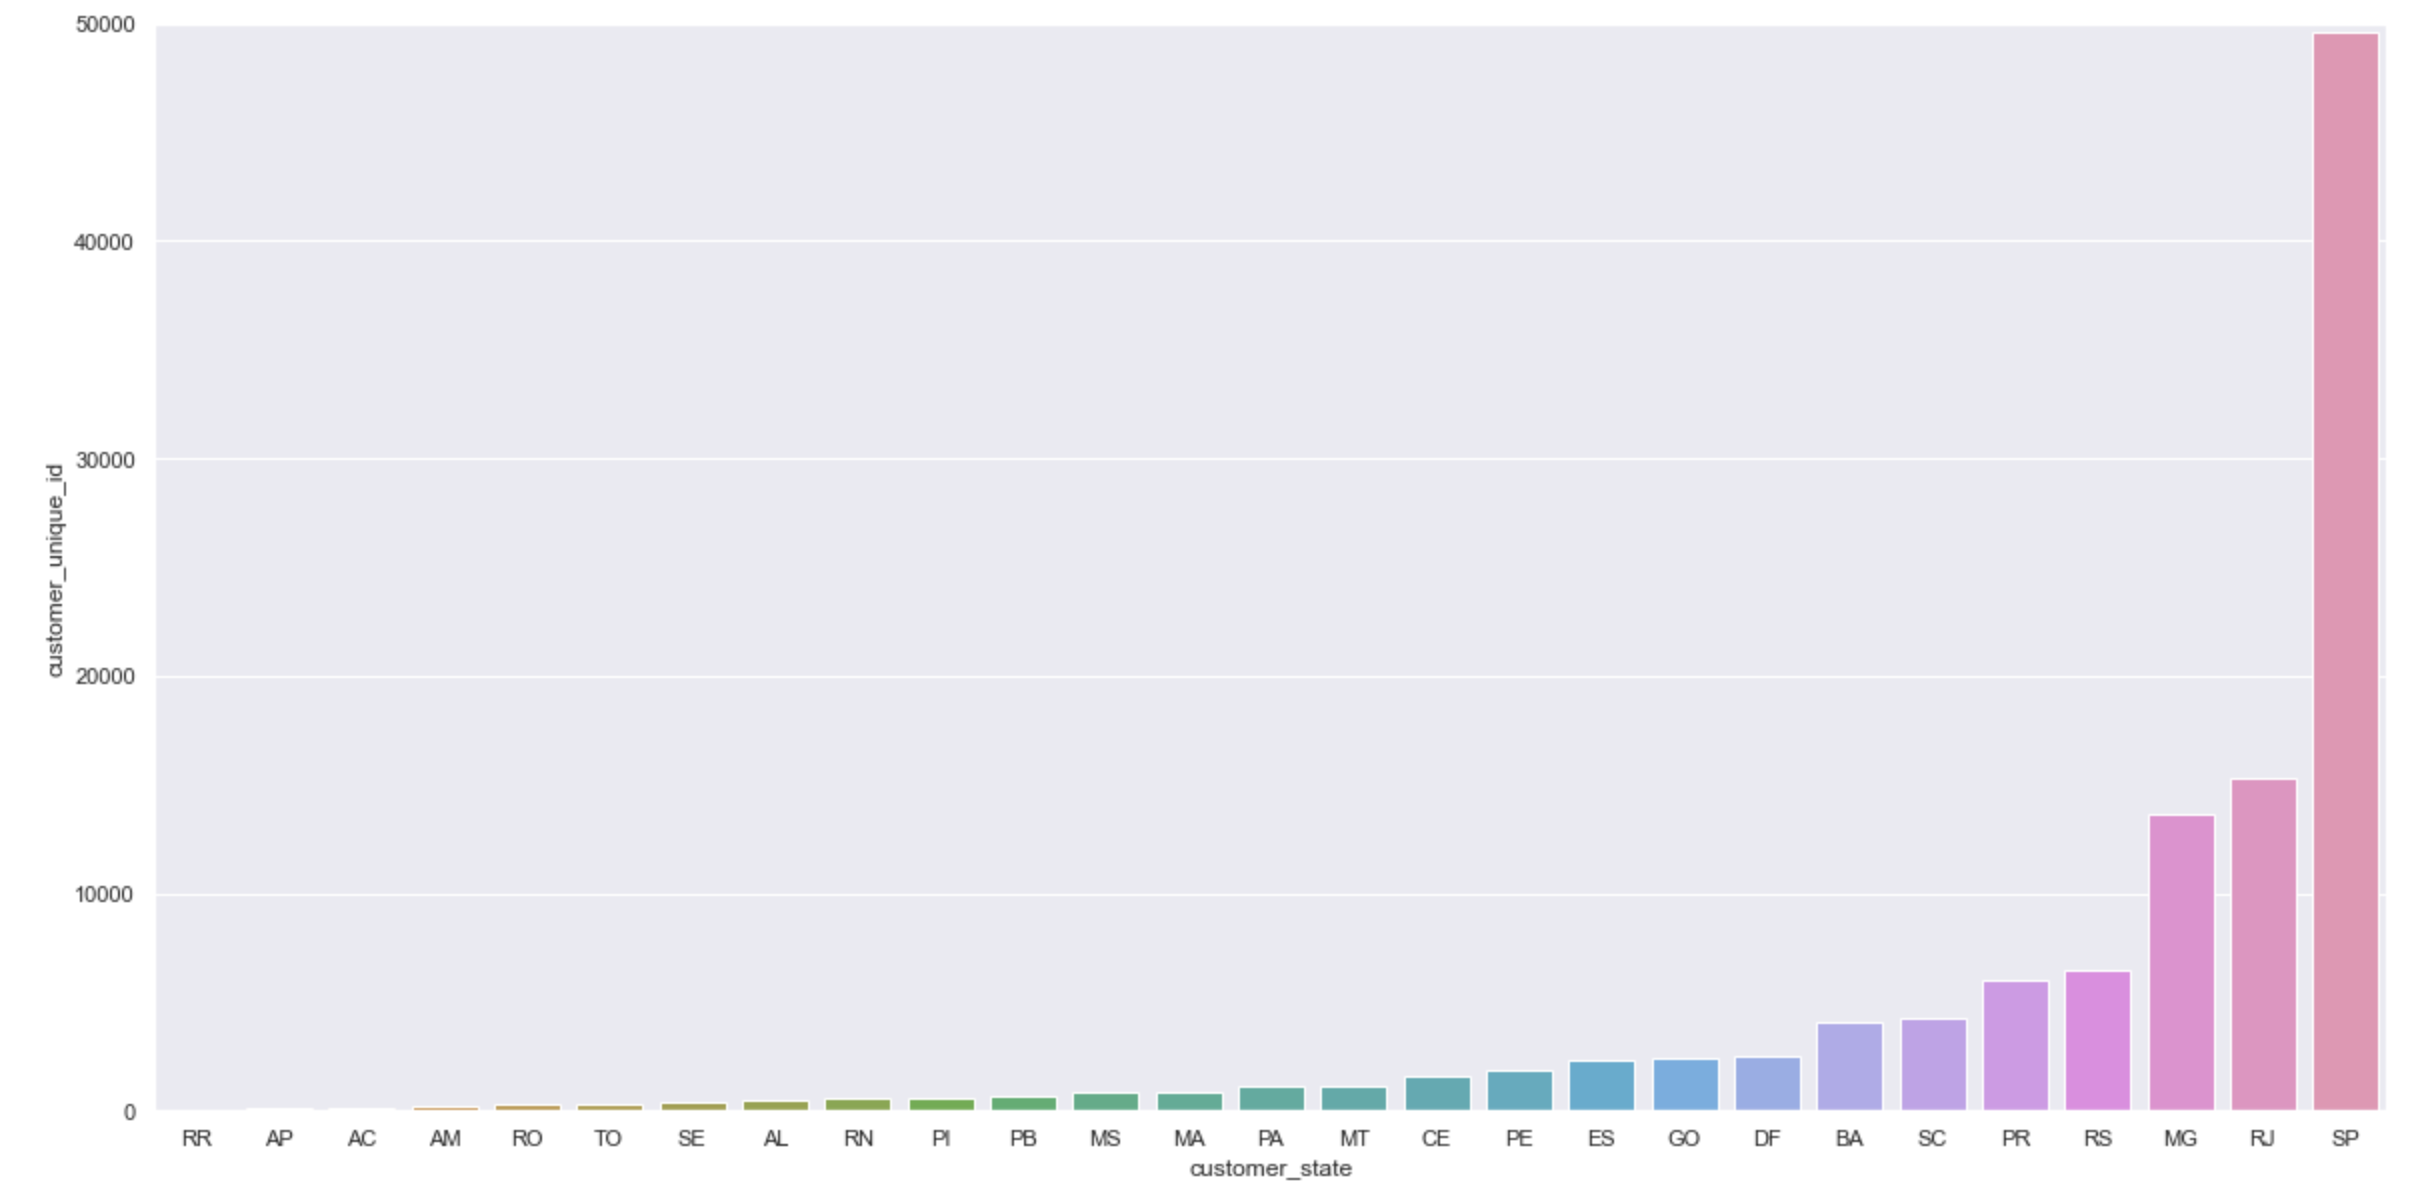 50000
40000
30000
20000
10000
0
customer_unique_id
RR AP AC AM RO TO SE AL RN PI PB MS MA PA MT CE PE ES GO DF BA SC PR RS MG RJ SP
customer_state